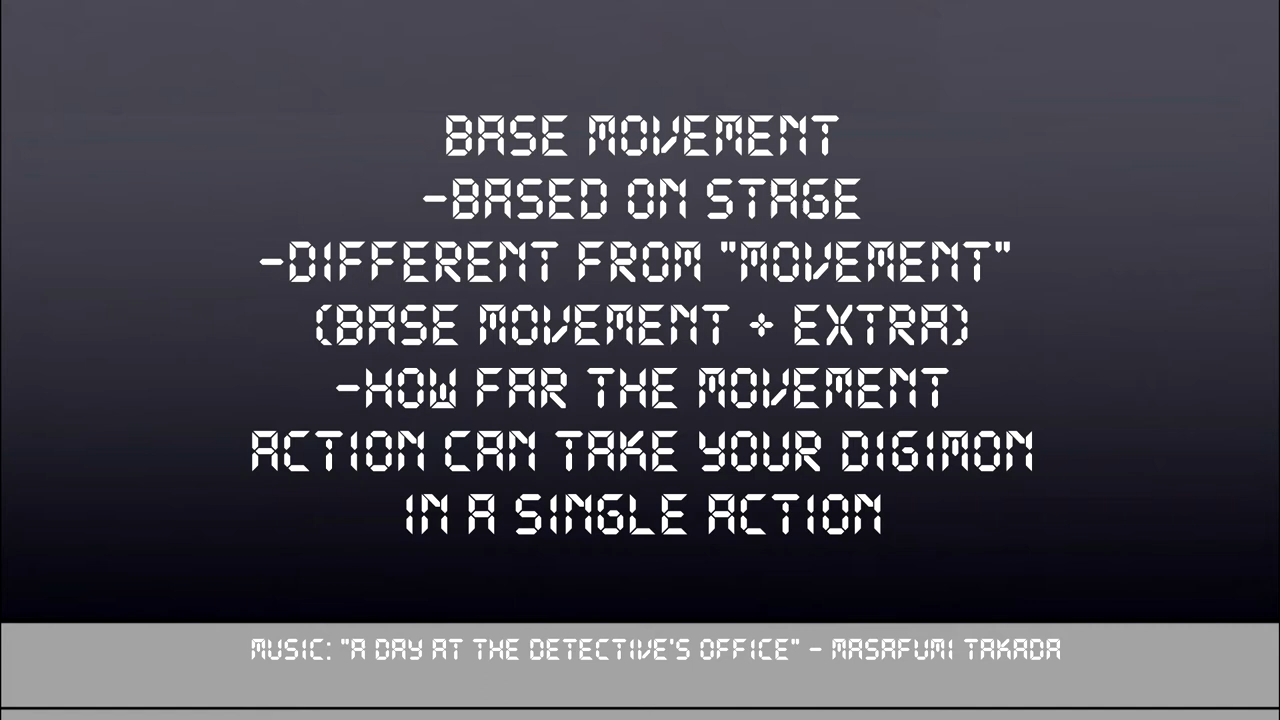 BASE MOVEMENT
-BASED ON STAGE
-DIFFERENT FROM "MOVEMENT"
(BASE MOVEMENT + EXTRA)
-HOW FAR THE MOVEMENT
ACTION CAN TAKE YOUR DIGIMON
IN A SINGLE ACTION
MUSIC: "A DAY AT THE DETECTIVE'S OFFICE" - MASAFUMI TAKADA